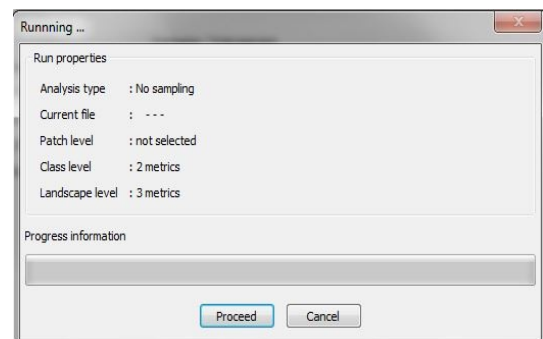 Runnning ...
Run properties
Analysis type : No sampling
Current file : - - -
Patch level : not selected
Class level : 2 metrics
Landscape level : 3 metrics
Progress information
Proceed Cancel